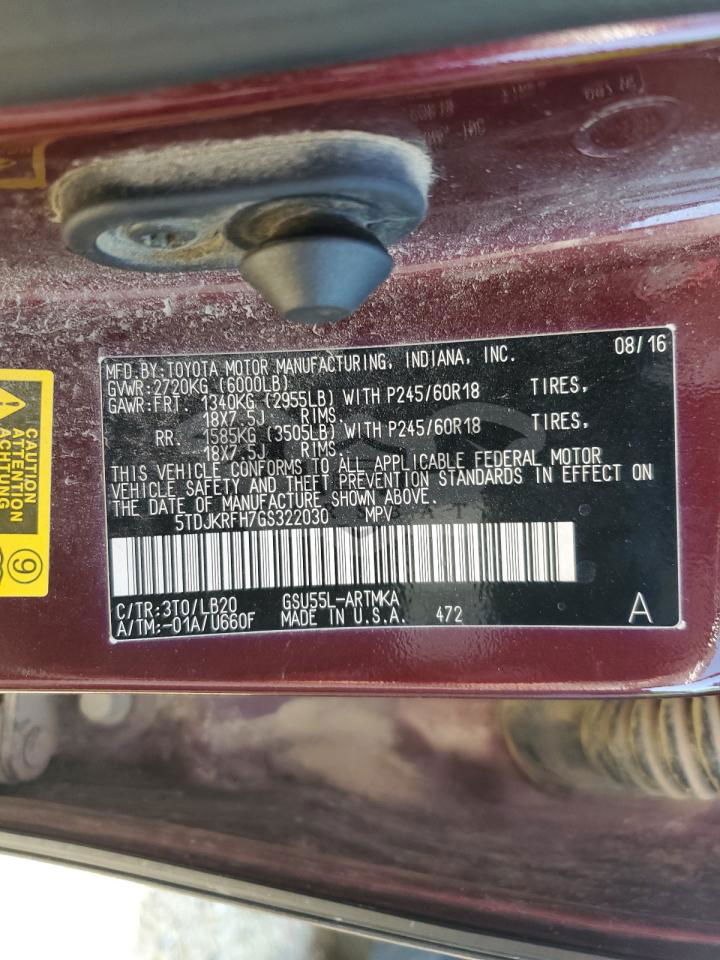 MFD.BY:TOYOTA MOTOR MANUFACTURING, INDIANA, INC. 08/16
GVWR:2720KG (6000LB)
GAWR:FRT. 1340KG (2955LB) WITH P245/60R18 TIRES,
18X7.5J RIMS.
RR. 1585KG (3505LB) WITH P245/60R18 TIRES,
18X7.5J RIMS.
THIS VEHICLE CONFORMS TO ALL APPLICABLE FEDERAL MOTOR
VEHICLE SAFETY AND THEFT PREVENTION STANDARDS IN EFFECT ON
THE DATE OF MANUFACTURE SHOWN ABOVE.
5TDJKRFH7GS322030 MPV
C/TR:3T0/LB20 GSU55L-ARTMKA
A/TM:-01A/U660F MADE IN U.S.A. 472 A
CAUTION
ATTENTION
ACHTUNG
9